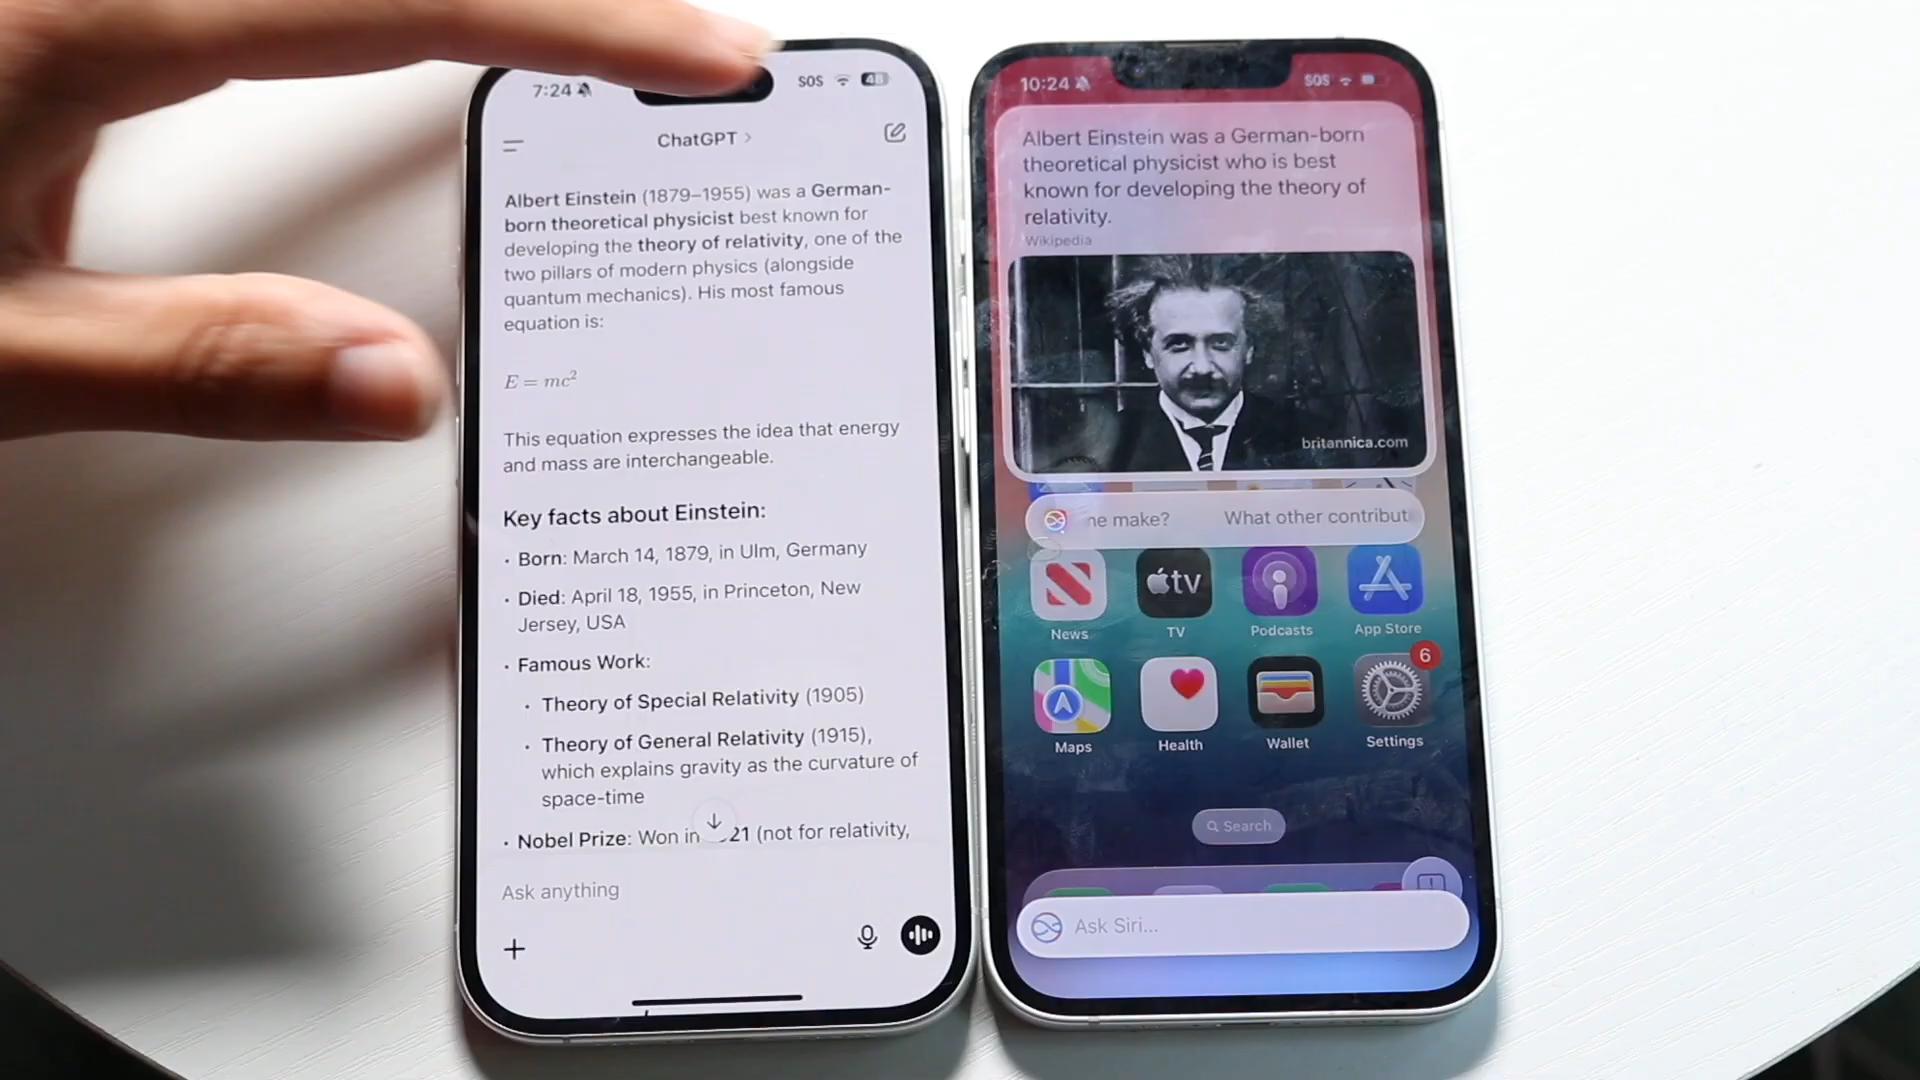 7:24
SOS
48
ChatGPT >
Albert Einstein (1879–1955) was a German-
born theoretical physicist best known for
developing the theory of relativity, one of the
two pillars of modern physics (alongside
quantum mechanics). His most famous
equation is:
E = mc²
This equation expresses the idea that energy
and mass are interchangeable.
Key facts about Einstein:
• Born: March 14, 1879, in Ulm, Germany
• Died: April 18, 1955, in Princeton, New
Jersey, USA
• Famous Work:
• Theory of Special Relativity (1905)
• Theory of General Relativity (1915),
which explains gravity as the curvature of
space-time
• Nobel Prize: Won in 21 (not for relativity,
Ask anything
10:24
SOS
Albert Einstein was a German-born
theoretical physicist who is best
known for developing the theory of
relativity.
Wikipedia
britannica.com
he make? What other contribut
News TV Podcasts App Store
tv
6
Maps Health Wallet Settings
Search
Ask Siri...